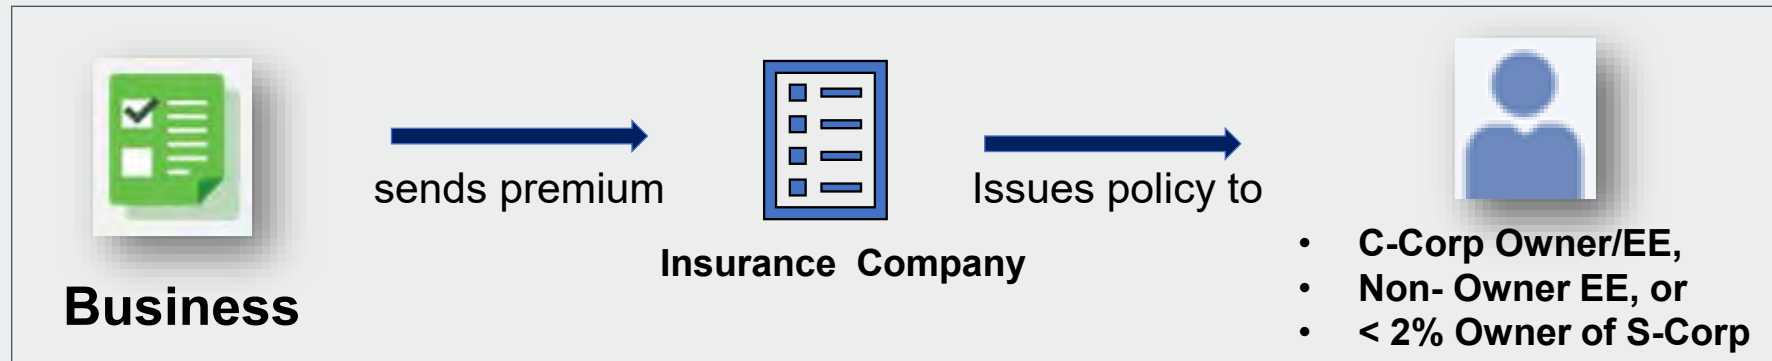 sends premium
Issues policy to
Business
Insurance Company
• C-Corp Owner/EE,
• Non- Owner EE, or
• < 2% Owner of S-Corp